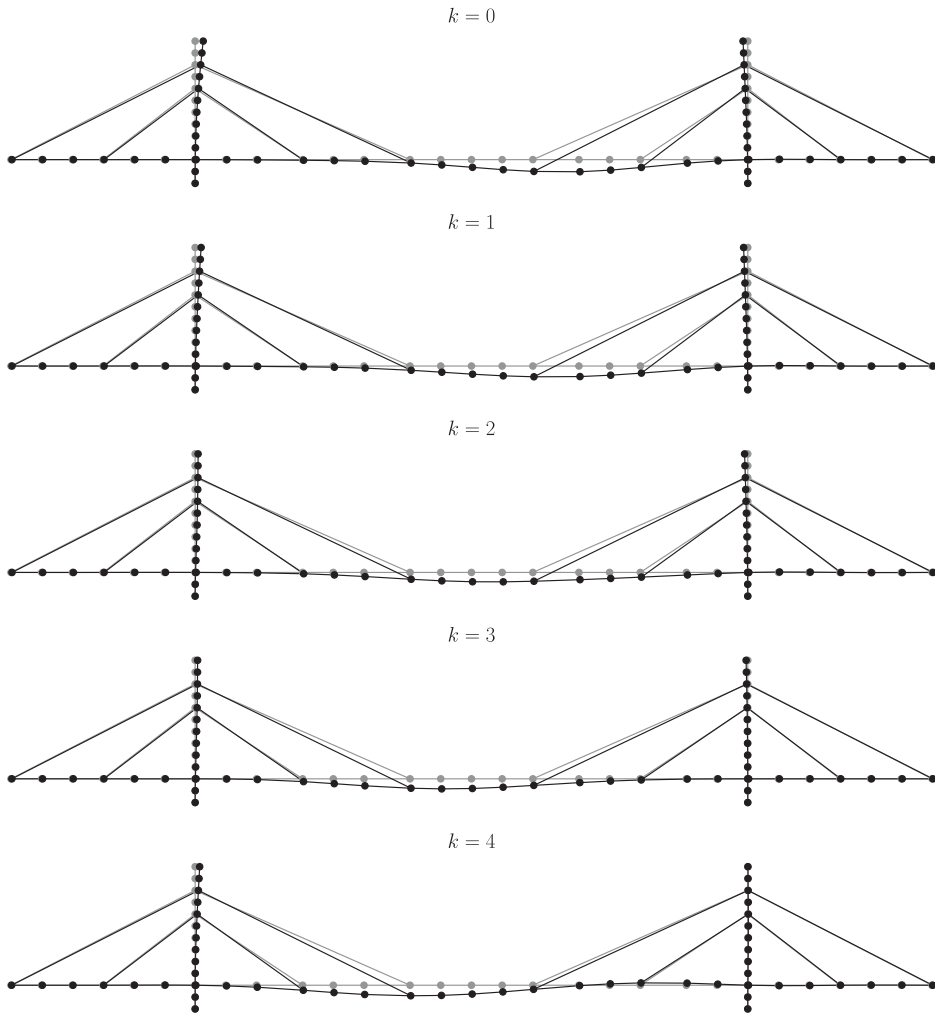 k = 0
k = 1
k = 2
k = 3
k = 4